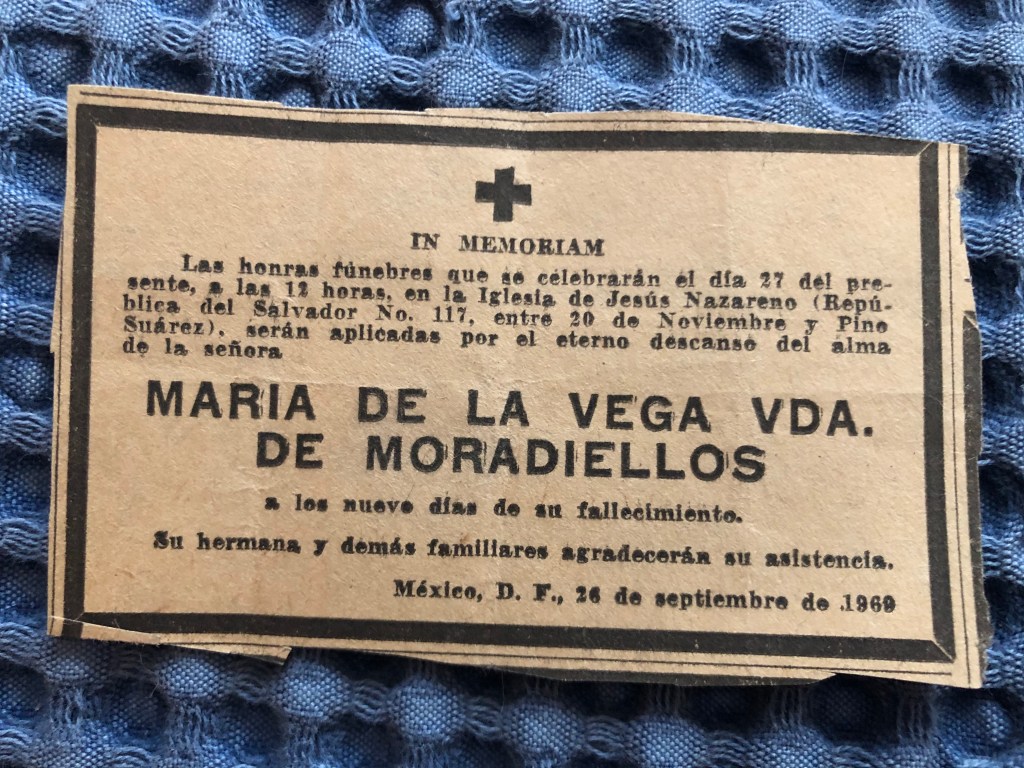 IN MEMORIAM
Las honras fúnebres que se celebrarán el día 27 del pre-
sente, a las 12 horas, en la Iglesia de Jesús Nazareno (Repú-
blica del Salvador No. 117, entre 20 de Noviembre y Pino
Suárez), serán aplicadas por el eterno descanso del alma
de la señora
MARIA DE LA VEGA VDA.
DE MORADIELLOS
a los nueve días de su fallecimiento.
Su hermana y demás familiares agradecerán su asistencia.
México, D. F., 26 de septiembre de 1969